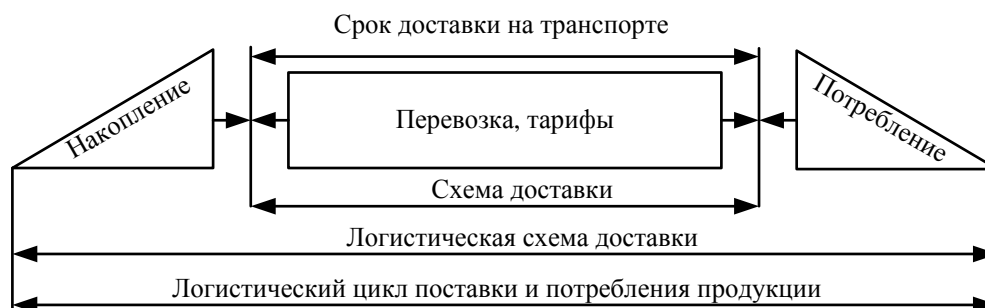 Срок доставки на транспорте
Накопление
Перевозка, тарифы
Потребление
Схема доставки
Логистическая схема доставки
Логистический цикл поставки и потребления продукции